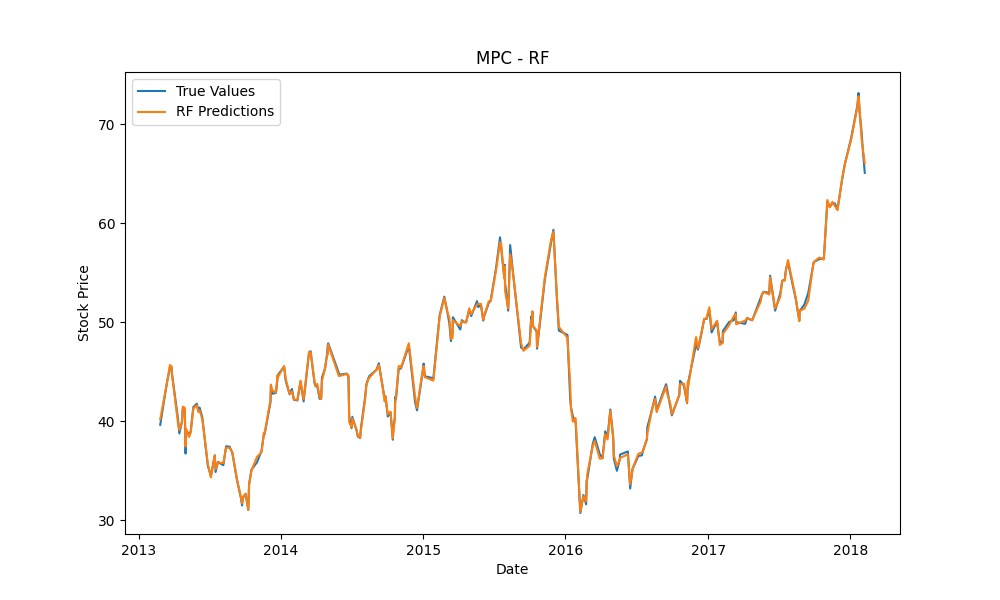 MPC - RF
True Values
RF Predictions
Stock Price
70
60
50
40
30
2013 2014 2015 2016 2017 2018
Date